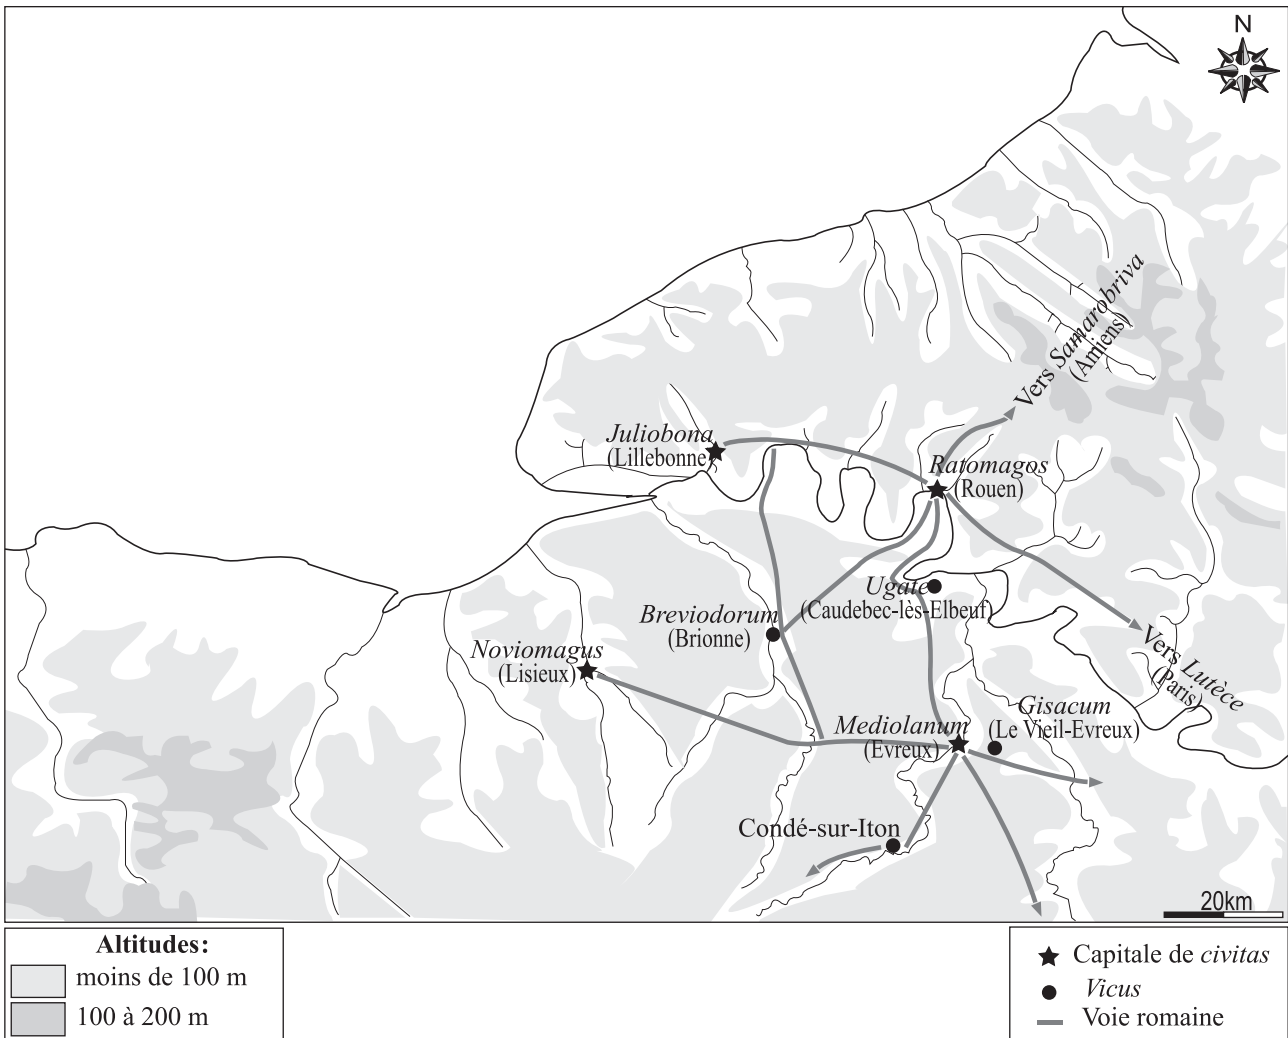 N
Vers Samarobriva
(Amiens)
Juliobona
(Lillebonne)
Ratomagos
(Rouen)
Ugate
(Caudebec-lès-Elbeuf)
Breviodorum
(Brionne)
Noviomagus
(Lisieux)
Vers Lutèce
(Paris)
Gisacum
(Le Vieil-Evreux)
Mediolanum
(Evreux)
Condé-sur-Iton
20km
Altitudes:
moins de 100 m
100 à 200 m
Capitale de civitas
Vicus
Voie romaine